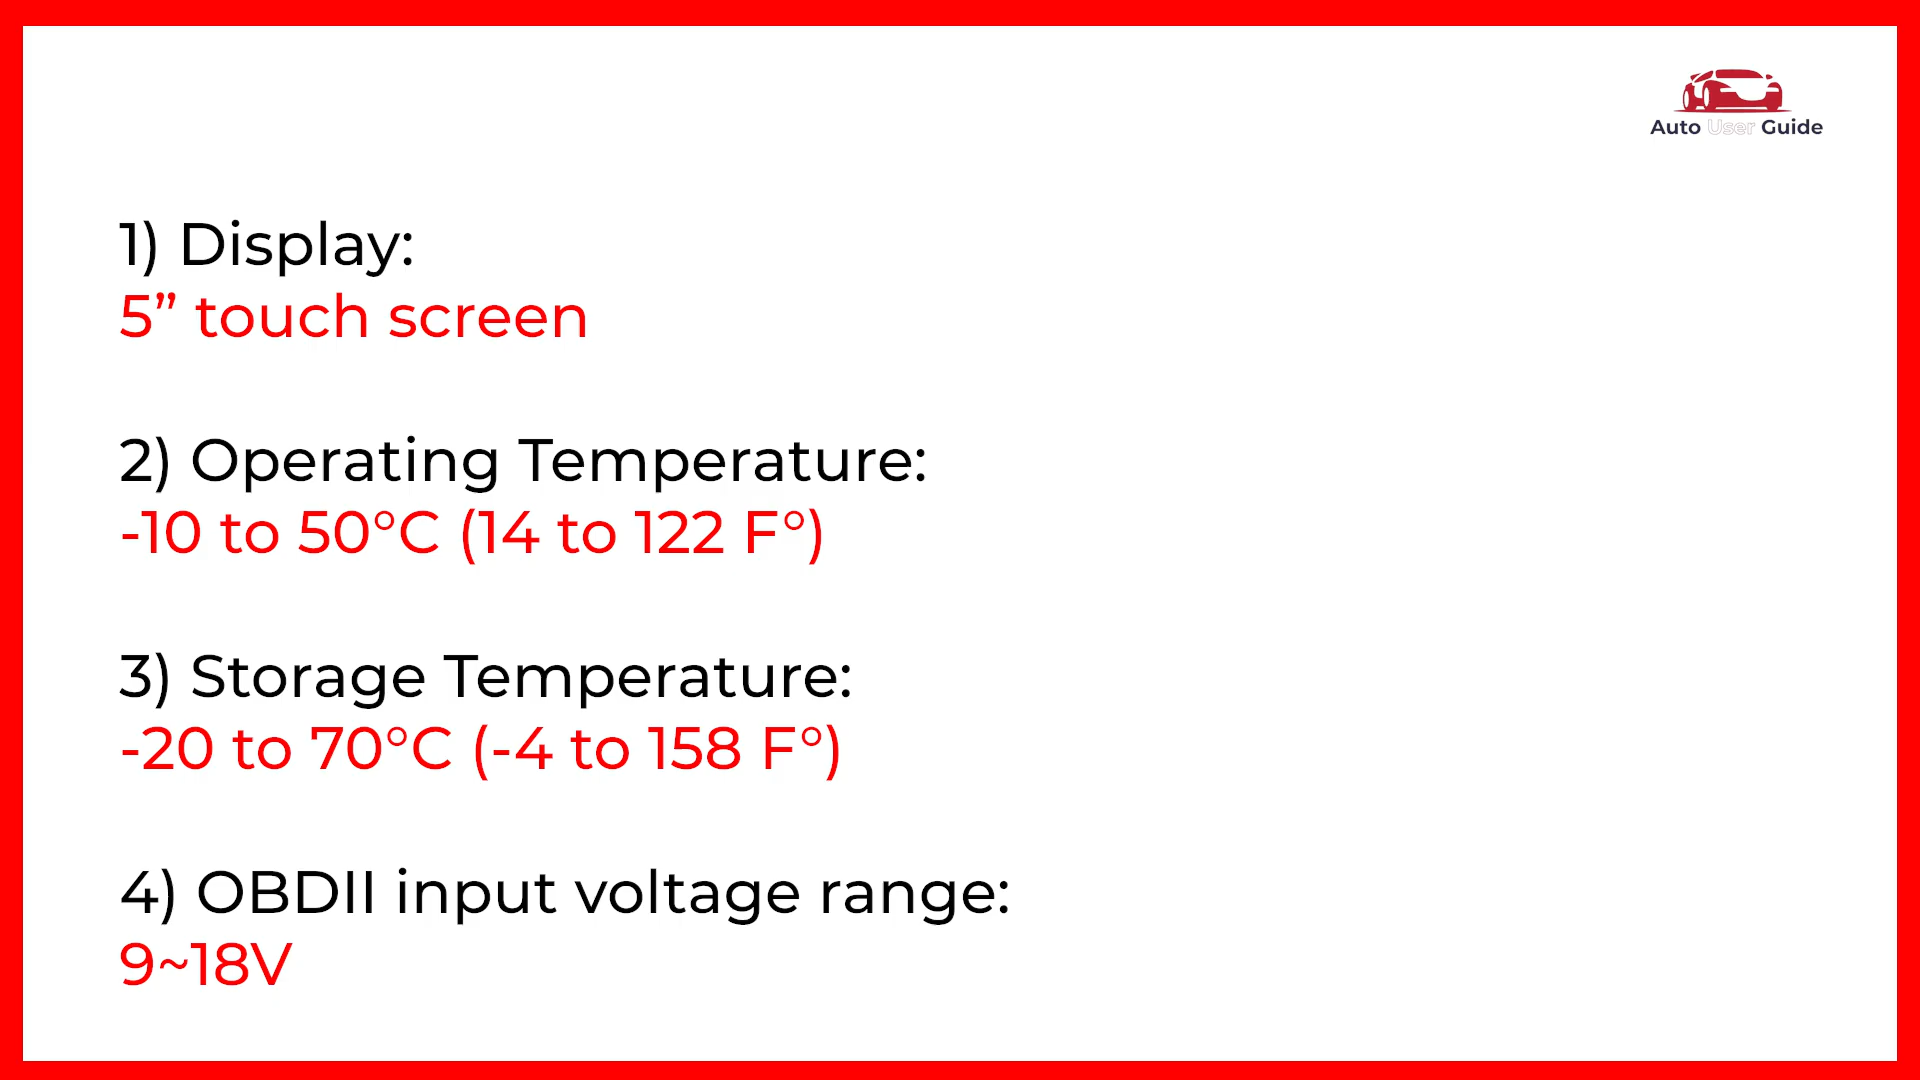 Auto User Guide
1) Display:
5” touch screen
2) Operating Temperature:
-10 to 50°C (14 to 122 F°)
3) Storage Temperature:
-20 to 70°C (-4 to 158 F°)
4) OBDII input voltage range:
9~18V